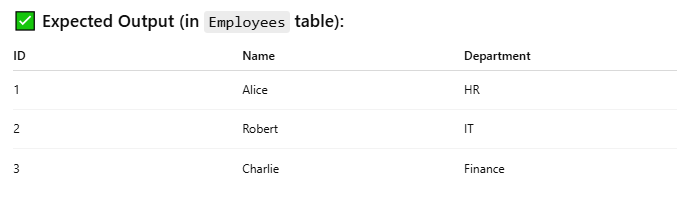 ✅ Expected Output (in Employees table):
ID Name Department
1 Alice HR
2 Robert IT
3 Charlie Finance